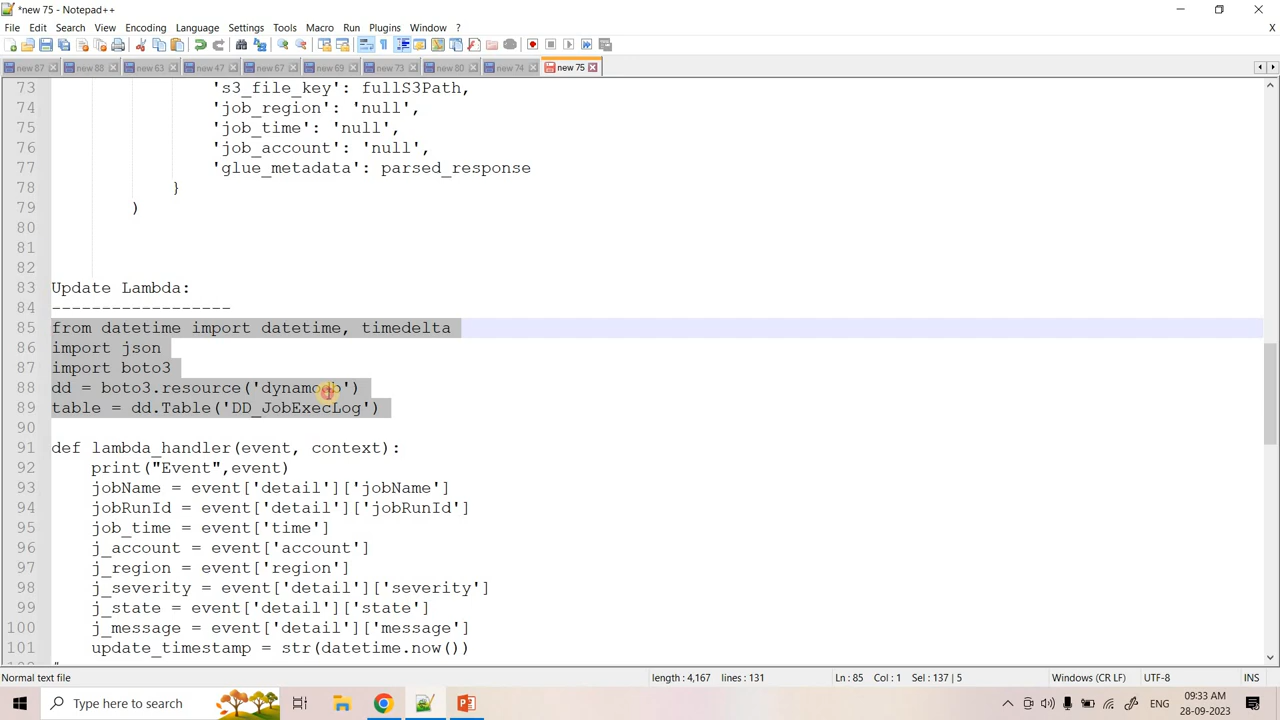 *new 75 - Notepad++
File Edit Search View Encoding Language Settings Tools Macro Run Plugins Window ?
new 87 new 88 new 63 new 47 new 67 new 69 new 73 new 80 new 74 new 75
73 's3_file_key': fullS3Path,
74 'job_region': 'null',
75 'job_time': 'null',
76 'job_account': 'null',
77 'glue_metadata': parsed_response
78 }
79 )
80
81
82
83 Update Lambda:
84 ------------------
85 from datetime import datetime, timedelta
86 import json
87 import boto3
88 dd = boto3.resource('dynamodb')
89 table = dd.Table('DD_JobExecLog')
90
91 def lambda_handler(event, context):
92 print("Event",event)
93 jobName = event['detail']['jobName']
94 jobRunId = event['detail']['jobRunId']
95 job_time = event['time']
96 j_account = event['account']
97 j_region = event['region']
98 j_severity = event['detail']['severity']
99 j_state = event['detail']['state']
100 j_message = event['detail']['message']
101 update_timestamp = str(datetime.now())
Normal text file length : 4,167 lines : 131 Ln : 85 Col : 1 Sel : 137 | 5 Windows (CR LF) UTF-8 INS
Type here to search ENG 09:33 AM
28-09-2023